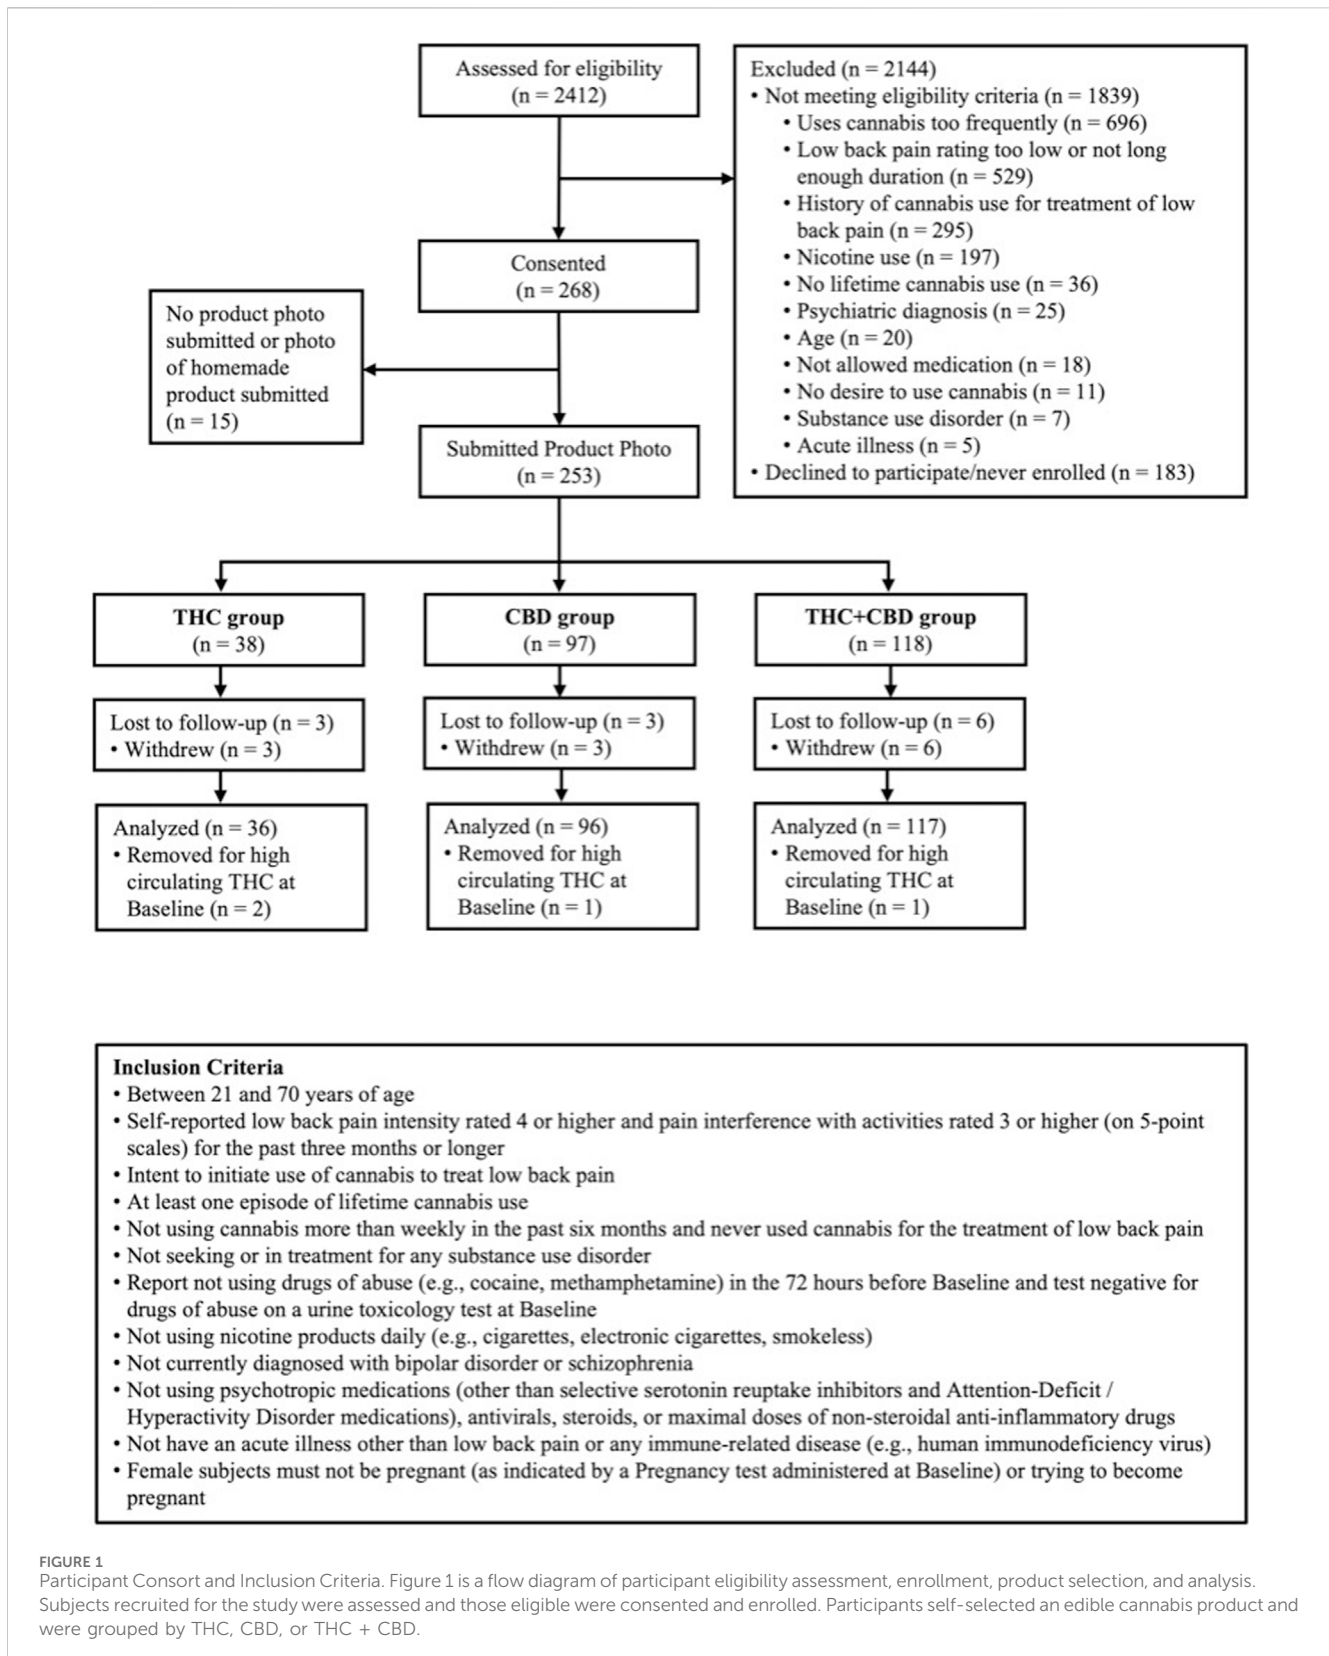 Assessed for eligibility
(n = 2412)
Excluded (n = 2144)
• Not meeting eligibility criteria (n = 1839)
• Uses cannabis too frequently (n = 696)
• Low back pain rating too low or not long
enough duration (n = 529)
• History of cannabis use for treatment of low
back pain (n = 295)
• Nicotine use (n = 197)
• No lifetime cannabis use (n = 36)
• Psychiatric diagnosis (n = 25)
• Age (n = 20)
• Not allowed medication (n = 18)
• No desire to use cannabis (n = 11)
• Substance use disorder (n = 7)
• Acute illness (n = 5)
• Declined to participate/never enrolled (n = 183)
Consented
(n = 268)
No product photo
submitted or photo
of homemade
product submitted
(n = 15)
Submitted Product Photo
(n = 253)
THC group
(n = 38)
CBD group
(n = 97)
THC+CBD group
(n = 118)
Lost to follow-up (n = 3)
• Withdrew (n = 3)
Lost to follow-up (n = 3)
• Withdrew (n = 3)
Lost to follow-up (n = 6)
• Withdrew (n = 6)
Analyzed (n = 36)
• Removed for high
circulating THC at
Baseline (n = 2)
Analyzed (n = 96)
• Removed for high
circulating THC at
Baseline (n = 1)
Analyzed (n = 117)
• Removed for high
circulating THC at
Baseline (n = 1)
Inclusion Criteria
• Between 21 and 70 years of age
• Self-reported low back pain intensity rated 4 or higher and pain interference with activities rated 3 or higher (on 5-point
scales) for the past three months or longer
• Intent to initiate use of cannabis to treat low back pain
• At least one episode of lifetime cannabis use
• Not using cannabis more than weekly in the past six months and never used cannabis for the treatment of low back pain
• Not seeking or in treatment for any substance use disorder
• Report not using drugs of abuse (e.g., cocaine, methamphetamine) in the 72 hours before Baseline and test negative for
drugs of abuse on a urine toxicology test at Baseline
• Not using nicotine products daily (e.g., cigarettes, electronic cigarettes, smokeless)
• Not currently diagnosed with bipolar disorder or schizophrenia
• Not using psychotropic medications (other than selective serotonin reuptake inhibitors and Attention-Deficit /
Hyperactivity Disorder medications), antivirals, steroids, or maximal doses of non-steroidal anti-inflammatory drugs
• Not have an acute illness other than low back pain or any immune-related disease (e.g., human immunodeficiency virus)
• Female subjects must not be pregnant (as indicated by a Pregnancy test administered at Baseline) or trying to become
pregnant
FIGURE 1
Participant Consort and Inclusion Criteria. Figure 1 is a flow diagram of participant eligibility assessment, enrollment, product selection, and analysis.
Subjects recruited for the study were assessed and those eligible were consented and enrolled. Participants self-selected an edible cannabis product and
were grouped by THC, CBD, or THC + CBD.